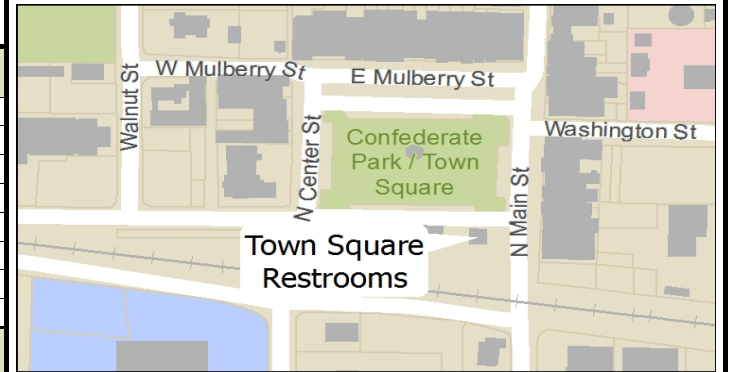 W Mulberry St
E Mulberry St
Walnut St
N Center St
Confederate
Park / Town
Square
Washington St
N Main St
Town Square
Restrooms